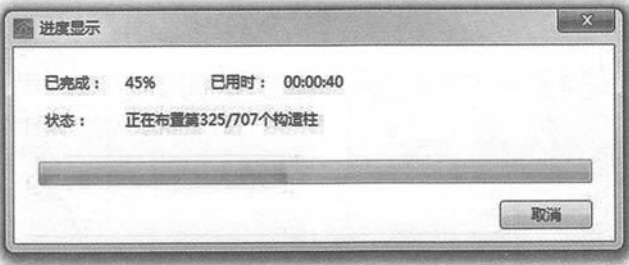 进度显示
已完成： 45% 已用时： 00:00:40
状态： 正在布置第325/707个构造柱
取消